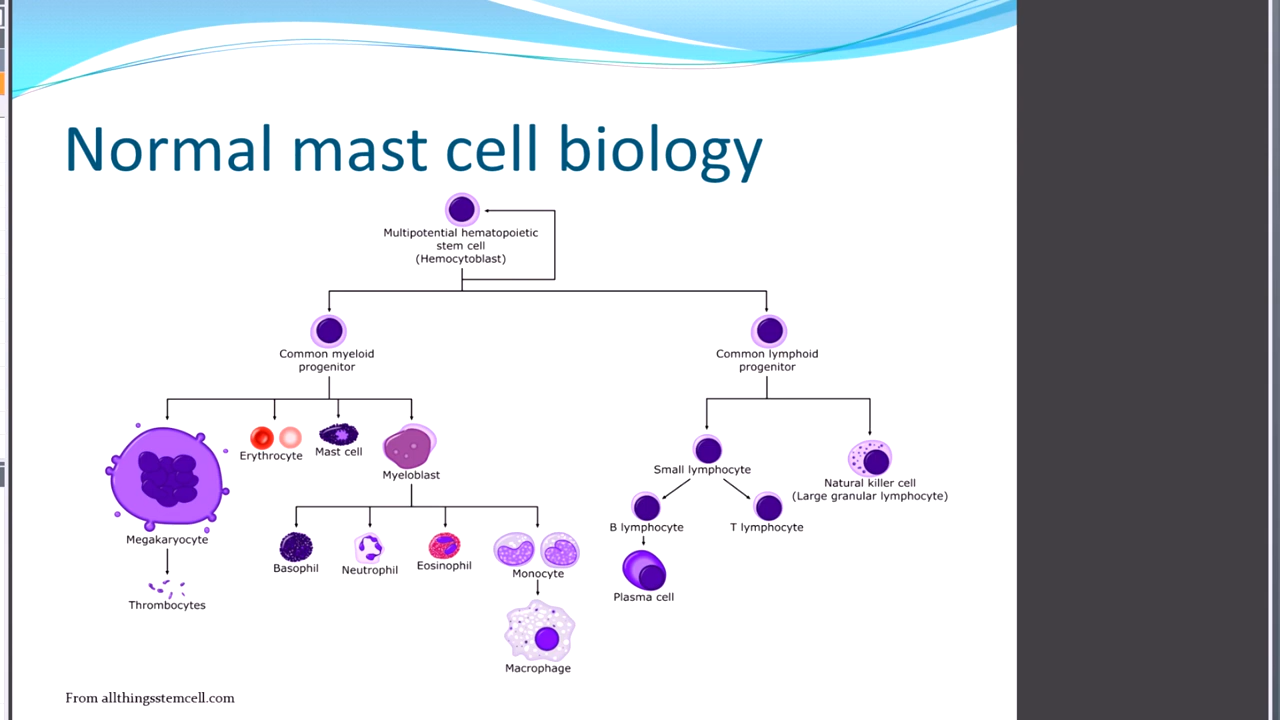 Normal mast cell biology
Multipotential hematopoietic
stem cell
(Hemocytoblast)
Common myeloid
progenitor
Common lymphoid
progenitor
Erythrocyte
Mast cell
Myeloblast
Small lymphocyte
Natural killer cell
(Large granular lymphocyte)
B lymphocyte
T lymphocyte
Megakaryocyte
Basophil
Neutrophil
Eosinophil
Monocyte
Plasma cell
Thrombocytes
Macrophage
From allthingsstemcell.com